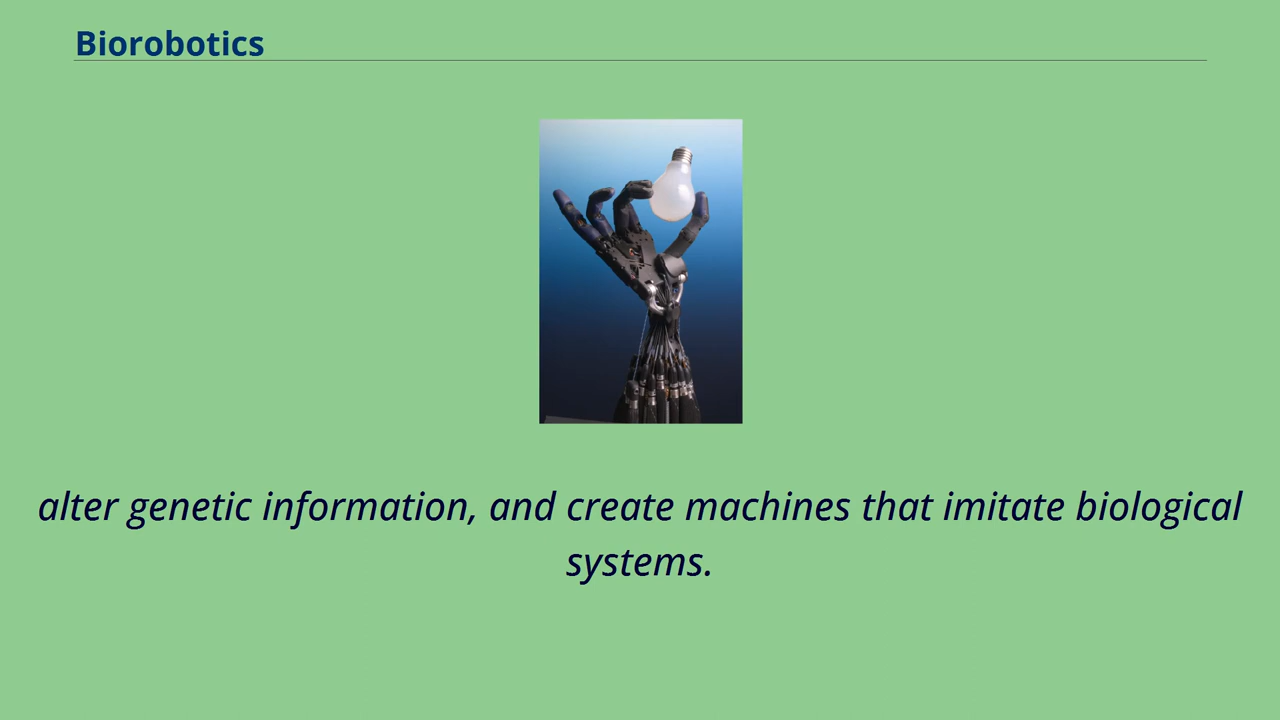 Biorobotics
alter genetic information, and create machines that imitate biological
systems.